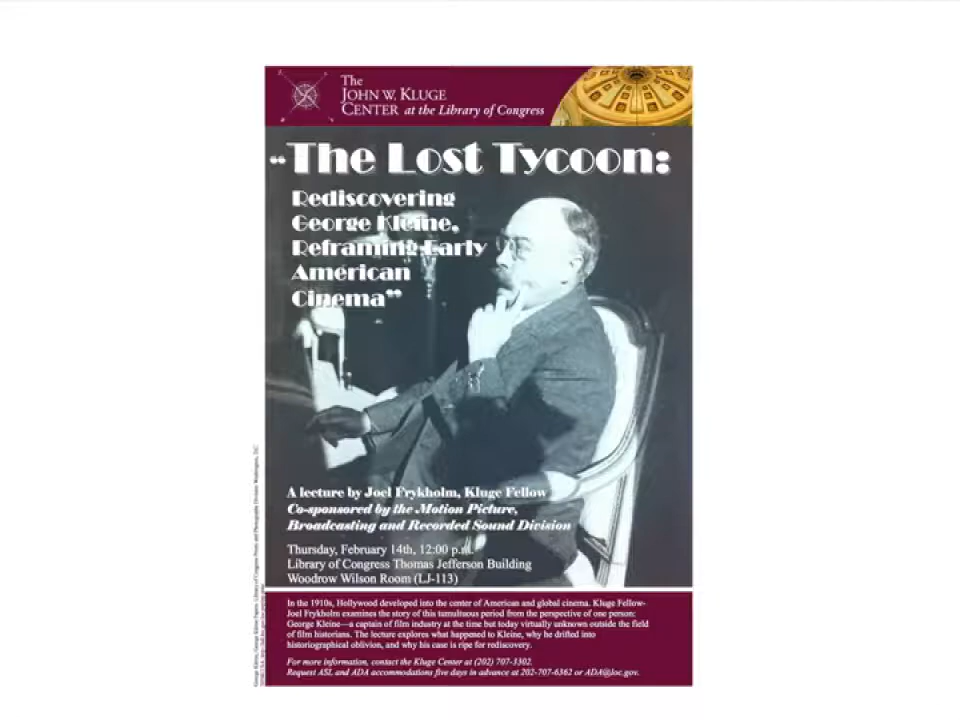 The
JOHN W. KLUGE
CENTER at the Library of Congress
“The Lost Tycoon:
Rediscovering
George Kleine,
Reframing Early
American
Cinema”
A lecture by Joel Frykholm, Kluge Fellow
Co-sponsored by the Motion Picture,
Broadcasting and Recorded Sound Division
Thursday, February 14th, 12:00 p.m.
Library of Congress Thomas Jefferson Building
Woodrow Wilson Room (LJ-113)
In the 1910s, Hollywood developed into the center of American and global cinema. Kluge Fellow-
Joel Frykholm examines the story of this tumultuous period from the perspective of one person:
George Kleine—a captain of film industry at the time but today virtually unknown outside the field
of film historians. The lecture explores what happened to Kleine, why he drifted into
historiographical oblivion, and why his case is ripe for rediscovery.
For more information, contact the Kluge Center at (202) 707-3302.
Request ASL and ADA accommodations five days in advance at 202-707-6362 or ADA@loc.gov.